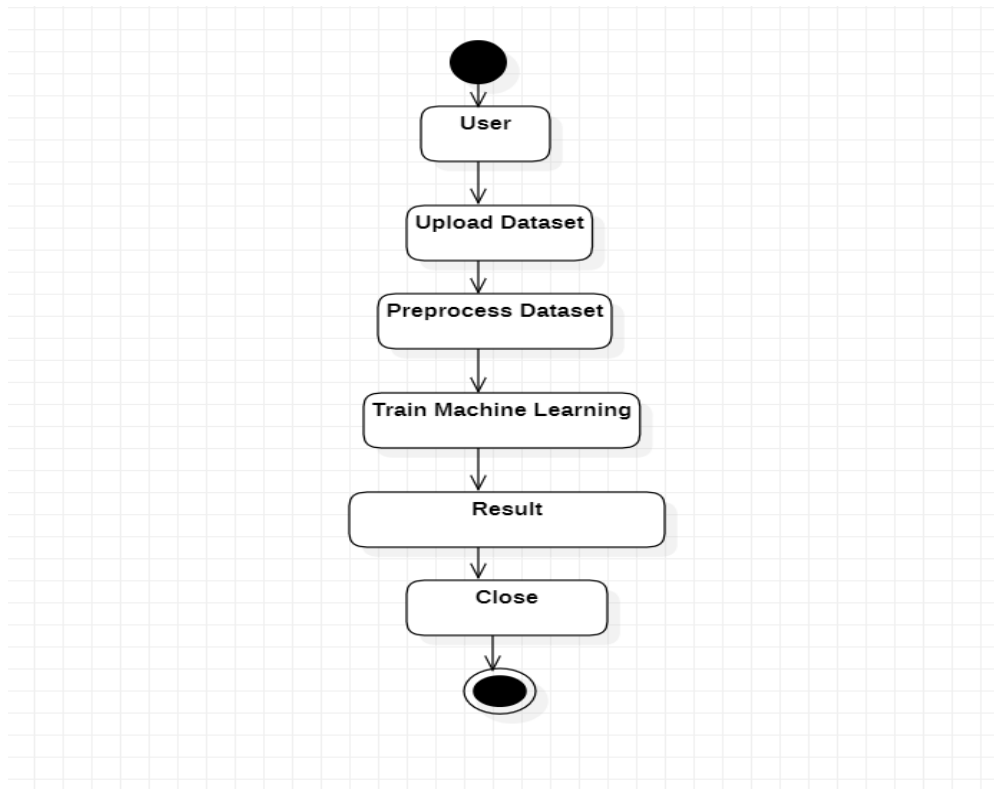 User
Upload Dataset
Preprocess Dataset
Train Machine Learning
Result
Close